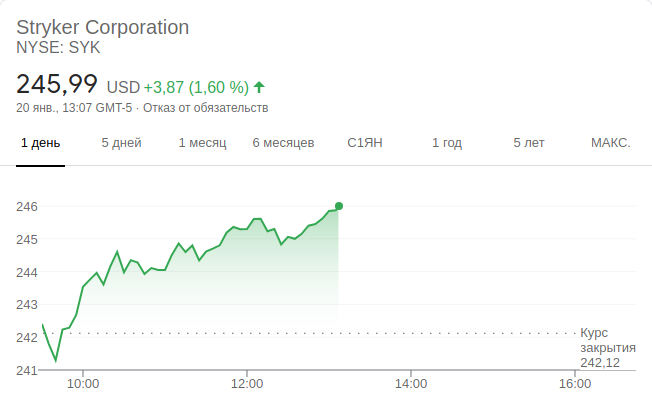 Stryker Corporation
NYSE: SYK
245,99 USD +3,87 (1,60 %)
20 янв., 13:07 GMT-5 · Отказ от обязательств
1 день 5 дней 1 месяц 6 месяцев С1ЯН 1 год 5 лет МАКС.
246
245
244
243
242
241
Курс
закрытия
242,12
10:00 12:00 14:00 16:00